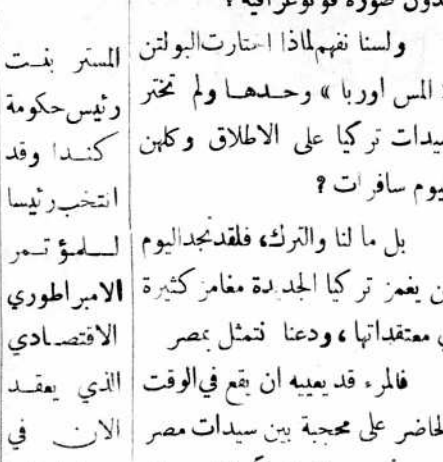 بدون صورة فوتوغرافية ؟
ولسنا نفهم لماذا اختارت البولتن
« المس اوربا » وحدها ولم تختر
سيدات تركيا على الاطلاق وكلهن
اليوم سافرات ؟
بل ما لنا والترك، فلقد نجد اليوم
من يغمز تركيا الجديدة مغامز كثيرة
في معتقداتها ، ودعنا نتمثل بمصر
فالمرء قد يعييه ان يقع في الوقت
الحاضر على محجبة بين سيدات مصر
المستر بنت
رئيس حكومة
كندا وقد
انتخب رئيسا
للمؤتمر
الامبراطوري
الاقتصادي
الذي يعقد
الان في